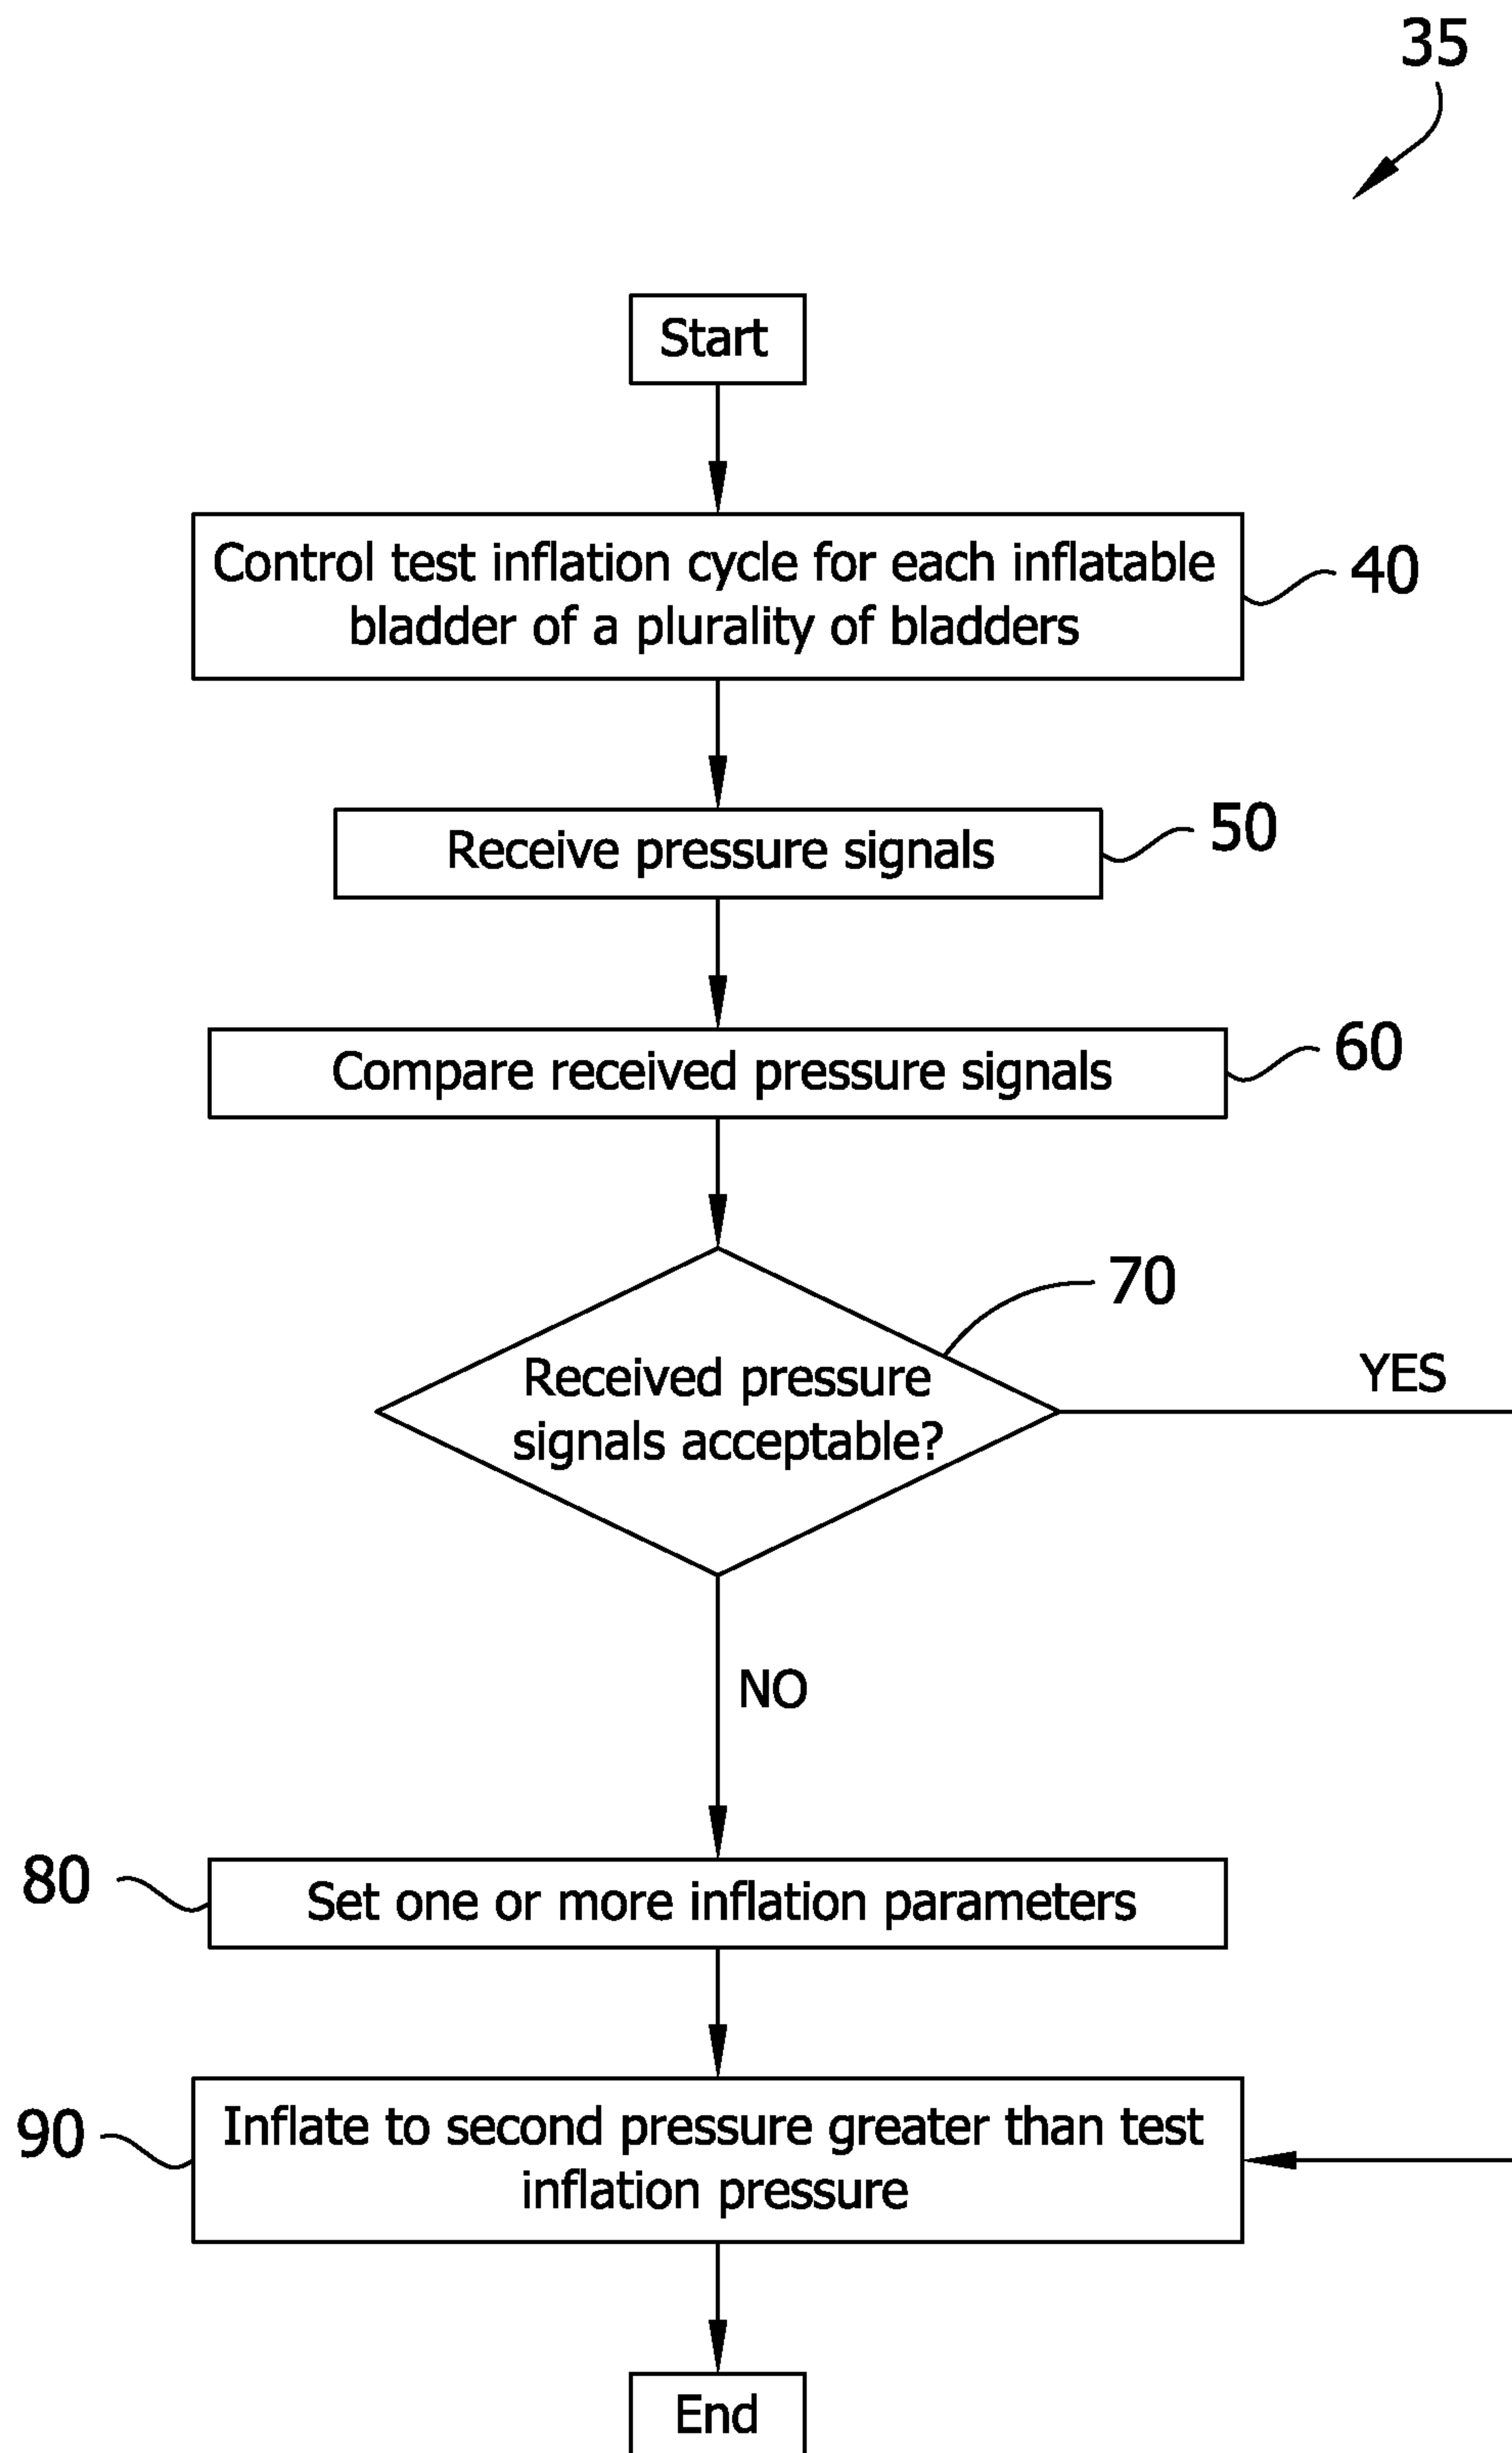 35
Start
Control test inflation cycle for each inflatable
bladder of a plurality of bladders
40
Receive pressure signals
50
Compare received pressure signals
60
70
Received pressure
signals acceptable?
YES
NO
80
Set one or more inflation parameters
90
Inflate to second pressure greater than test
inflation pressure
End